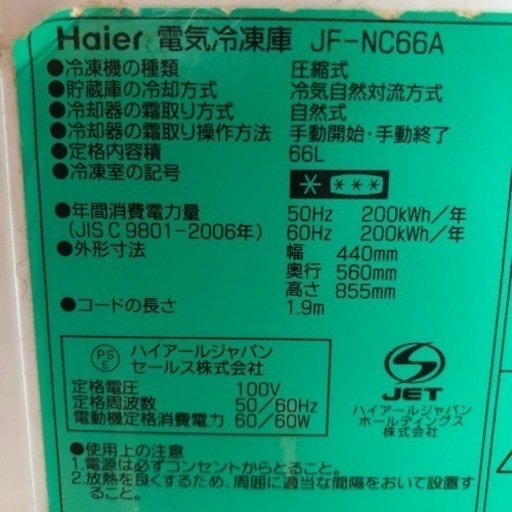 Haier 電気冷凍庫 JF-NC66A
●冷凍機の種類 圧縮式
●貯蔵庫の冷却方式 冷気自然対流方式
●冷却器の霜取り方式 自然式
●冷却器の霜取り操作方法 手動開始・手動終了
●定格内容積 66L
●冷凍室の記号
●年間消費電力量 50Hz 200kWh/年
(JIS C 9801-2006年) 60Hz 200kWh/年
●外形寸法 幅 440mm
奥行 560mm
高さ 855mm
●コードの長さ 1.9m
PSE ハイアールジャパン
セールス株式会社
定格電圧 100V
定格周波数 50/60Hz
電動機定格消費電力 60/60W
S
JET
ハイアールジャパン
ホールディングス
株式会社
●使用上の注意
1.電源は必ずコンセントからとること。
2.放熱を良くするため、周囲に適当な間隔をおいて設置す
ること。